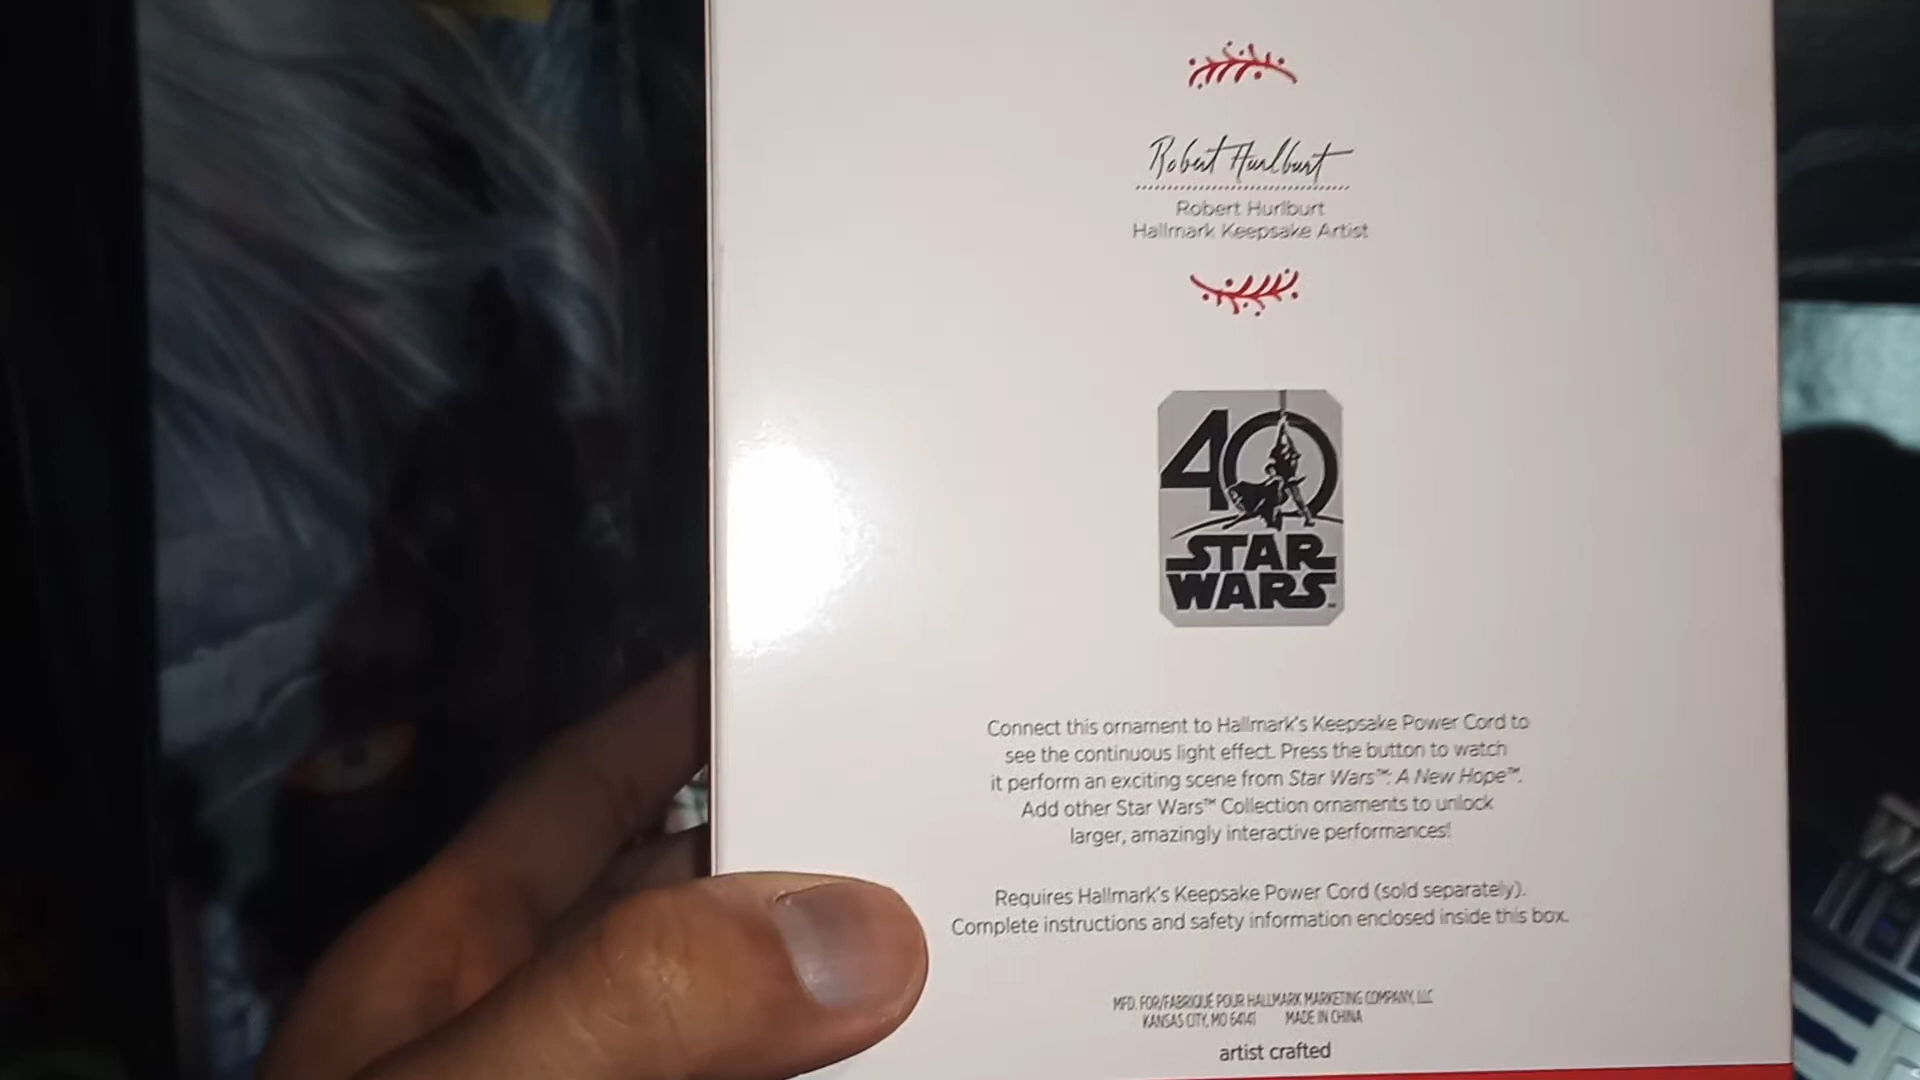 Robert Hurlburt
Robert Hurlburt
Hallmark Keepsake Artist
40
STAR
WARS™
Connect this ornament to Hallmark's Keepsake Power Cord to
see the continuous light effect. Press the button to watch
it perform an exciting scene from Star Wars™: A New Hope™.
Add other Star Wars™ Collection ornaments to unlock
larger, amazingly interactive performances!
Requires Hallmark's Keepsake Power Cord (sold separately).
Complete instructions and safety information enclosed inside this box.
MFD. FOR/FABRIQUÉ POUR HALLMARK MARKETING COMPANY, LLC
KANSAS CITY, MO 64141 MADE IN CHINA
artist crafted